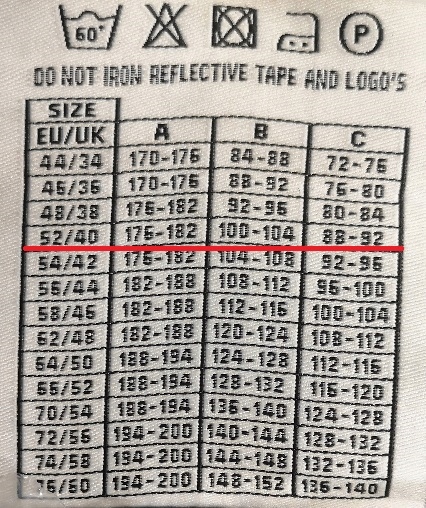 60°
P
DO NOT IRON REFLECTIVE TAPE AND LOGO'S
SIZE
EU/UK A B C
44/34 170-176 84-88 72-76
46/36 170-176 88-92 76-80
48/38 176-182 92-96 80-84
52/40 176-182 100-104 88-92
54/42 176-182 104-108 92-96
56/44 182-188 108-112 96-100
58/46 182-188 112-116 100-104
62/48 182-188 120-124 108-112
64/50 188-194 124-128 112-116
66/52 188-194 128-132 116-120
70/54 188-194 136-140 124-128
72/56 194-200 140-144 128-132
74/58 194-200 144-148 132-136
76/60 194-200 148-152 136-140